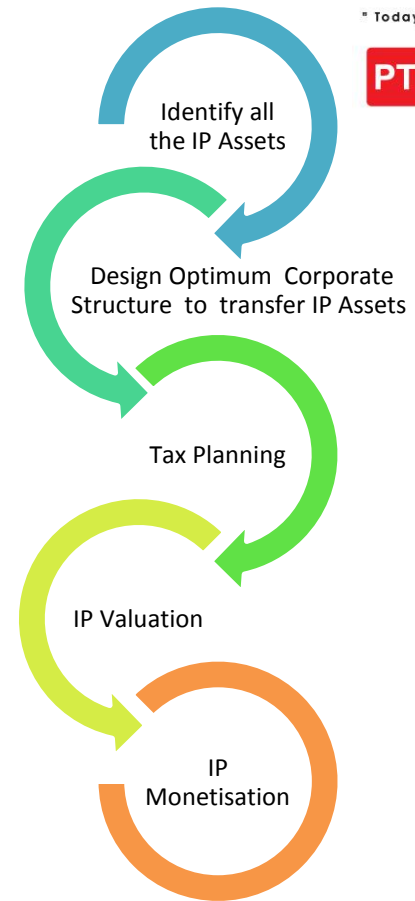 " Today
PT
Identify all
the IP Assets
Design Optimum Corporate
Structure to transfer IP Assets
Tax Planning
IP Valuation
IP
Monetisation